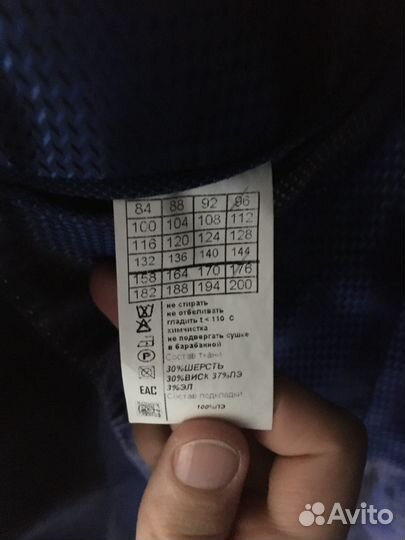 84 88 92 96
100 104 108 112
116 120 124 128
132 136 140 144
158 164 170 176
182 188 194 200
не стирать
не отбеливать
гладить t < 110 С
химчистка
не подвергать сушке
в барабанной
Состав ткани
30%ШЕРСТЬ
30%ВИСК 37%ПЭ
3%ЭЛ
Состав подкладки
100%ПЭ
P
EAC
Avito